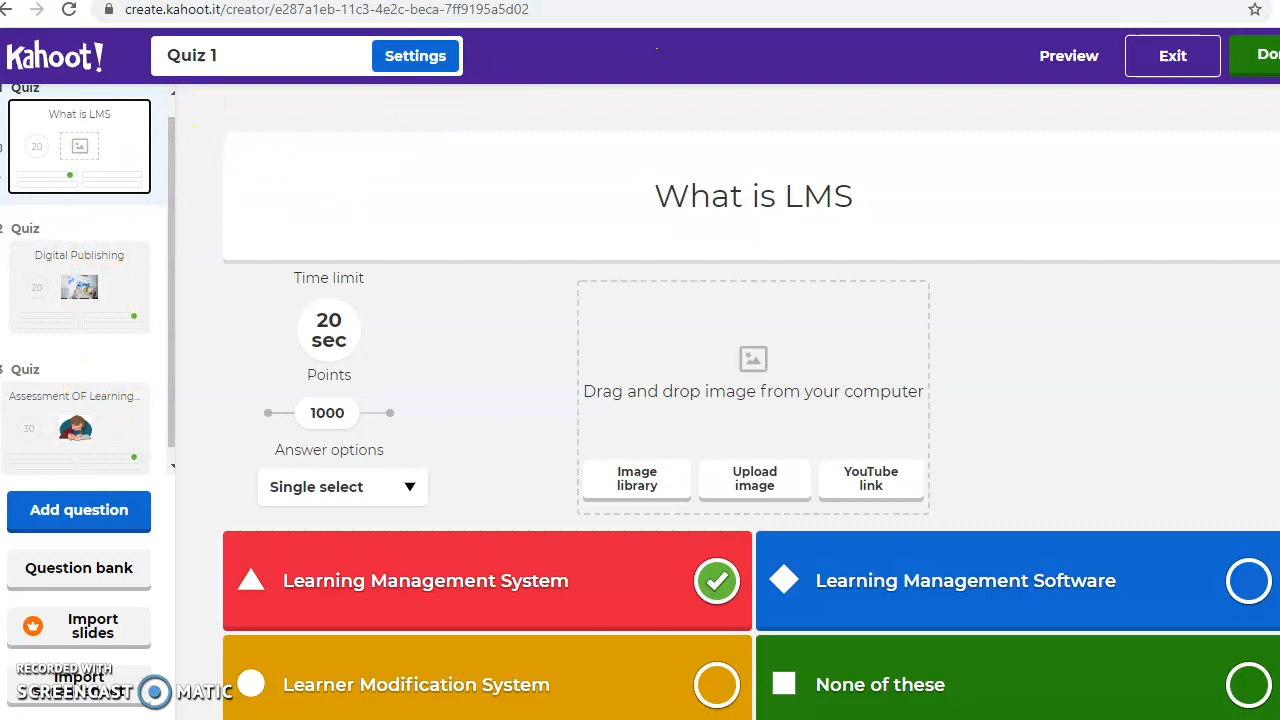 create.kahoot.it/creator/e287a1eb-11c3-4e2c-beca-7ff9195a5d02
Kahoot!
Quiz 1
Settings
Preview
Exit
Quiz
What is LMS
20
2 Quiz
Digital Publishing
20
3 Quiz
Assessment OF Learning...
30
Add question
Question bank
Import
slides
Import
RECORDED WITH
SCREENCAST MATIC
What is LMS
Time limit
20
sec
Points
1000
Answer options
Single select
Drag and drop image from your computer
Image
library
Upload
image
YouTube
link
Learning Management System
Learning Management Software
Learner Modification System
None of these